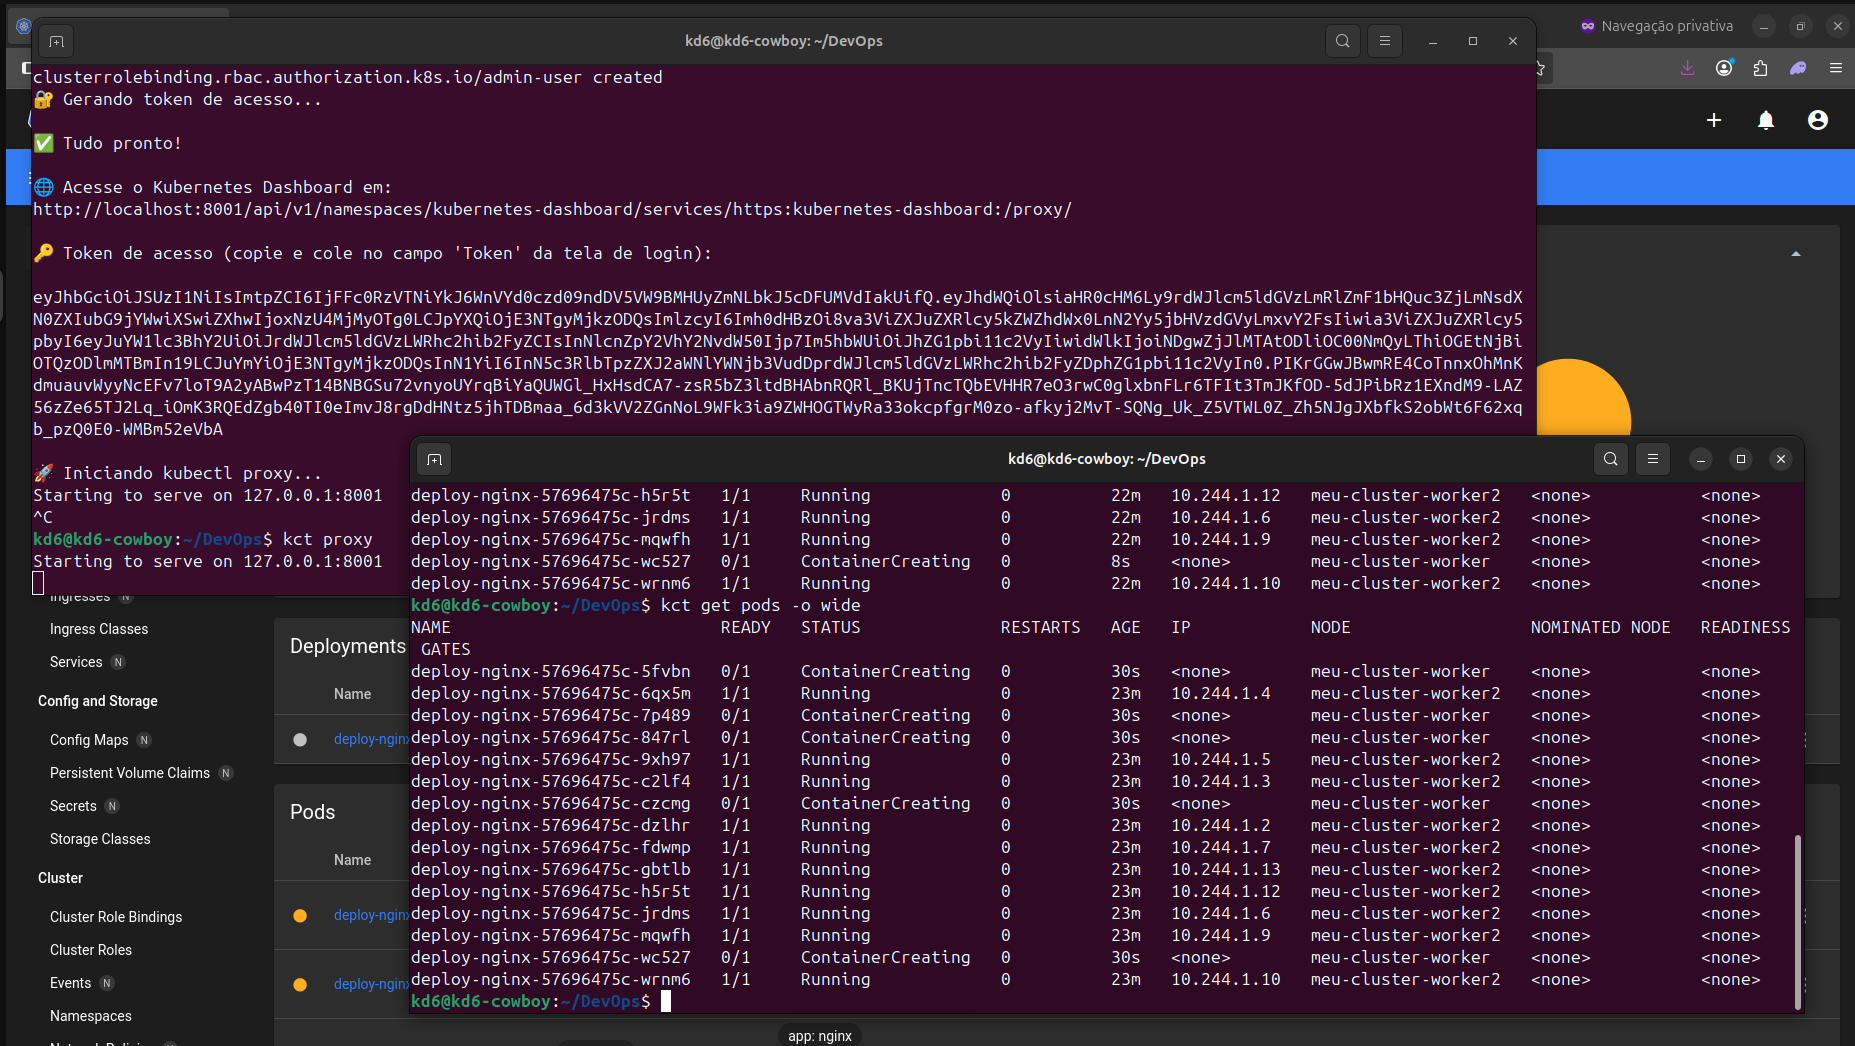 Navegação privativa
kd6@kd6-cowboy: ~/DevOps
clusterrolebinding.rbac.authorization.k8s.io/admin-user created
🔐 Gerando token de acesso...
✅ Tudo pronto!
🌐 Acesse o Kubernetes Dashboard em:
http://localhost:8001/api/v1/namespaces/kubernetes-dashboard/services/https:kubernetes-dashboard:/proxy/
🔑 Token de acesso (copie e cole no campo 'Token' da tela de login):
🚀 Iniciando kubectl proxy...
Starting to serve on 127.0.0.1:8001
^C
kd6@kd6-cowboy:~/DevOps$ kct proxy
Starting to serve on 127.0.0.1:8001
kd6@kd6-cowboy: ~/DevOps
deploy-nginx-57696475c-h5r5t 1/1 Running 0 22m 10.244.1.12 meu-cluster-worker2 <none> <none>
deploy-nginx-57696475c-jrdms 1/1 Running 0 22m 10.244.1.6 meu-cluster-worker2 <none> <none>
deploy-nginx-57696475c-mqwfh 1/1 Running 0 22m 10.244.1.9 meu-cluster-worker2 <none> <none>
deploy-nginx-57696475c-wc527 0/1 ContainerCreating 0 8s <none> meu-cluster-worker <none> <none>
deploy-nginx-57696475c-wrnm6 1/1 Running 0 22m 10.244.1.10 meu-cluster-worker2 <none> <none>
kd6@kd6-cowboy:~/DevOps$ kct get pods -o wide
NAME READY STATUS RESTARTS AGE IP NODE NOMINATED NODE READINESS
GATES
deploy-nginx-57696475c-5fvbn 0/1 ContainerCreating 0 30s <none> meu-cluster-worker <none> <none>
deploy-nginx-57696475c-6qx5m 1/1 Running 0 23m 10.244.1.4 meu-cluster-worker2 <none> <none>
deploy-nginx-57696475c-7p489 0/1 ContainerCreating 0 30s <none> meu-cluster-worker <none> <none>
deploy-nginx-57696475c-847rl 0/1 ContainerCreating 0 30s <none> meu-cluster-worker <none> <none>
deploy-nginx-57696475c-9xh97 1/1 Running 0 23m 10.244.1.5 meu-cluster-worker2 <none> <none>
deploy-nginx-57696475c-c2lf4 1/1 Running 0 23m 10.244.1.3 meu-cluster-worker2 <none> <none>
deploy-nginx-57696475c-czcmg 0/1 ContainerCreating 0 30s <none> meu-cluster-worker <none> <none>
deploy-nginx-57696475c-dzlhr 1/1 Running 0 23m 10.244.1.2 meu-cluster-worker2 <none> <none>
deploy-nginx-57696475c-fdwmp 1/1 Running 0 23m 10.244.1.7 meu-cluster-worker2 <none> <none>
deploy-nginx-57696475c-gbtlb 1/1 Running 0 23m 10.244.1.13 meu-cluster-worker2 <none> <none>
deploy-nginx-57696475c-h5r5t 1/1 Running 0 23m 10.244.1.12 meu-cluster-worker2 <none> <none>
deploy-nginx-57696475c-jrdms 1/1 Running 0 23m 10.244.1.6 meu-cluster-worker2 <none> <none>
deploy-nginx-57696475c-mqwfh 1/1 Running 0 23m 10.244.1.9 meu-cluster-worker2 <none> <none>
deploy-nginx-57696475c-wc527 0/1 ContainerCreating 0 30s <none> meu-cluster-worker <none> <none>
deploy-nginx-57696475c-wrnm6 1/1 Running 0 23m 10.244.1.10 meu-cluster-worker2 <none> <none>
kd6@kd6-cowboy:~/DevOps$
Ingresses N
Ingress Classes
Services N
Config and Storage
Config Maps N
Persistent Volume Claims N
Secrets N
Storage Classes
Cluster
Cluster Role Bindings
Cluster Roles
Events N
Namespaces
Deployments
Name
deploy-nginx
Pods
Name
deploy-nginx
deploy-nginx
app: nginx